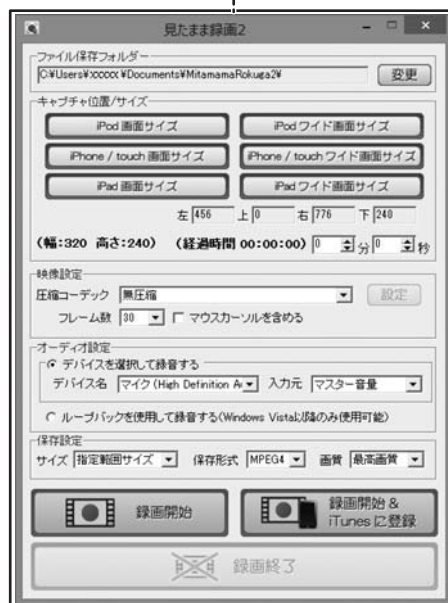 見たまま録画2
ファイル保存フォルダー
C:¥Users¥xxxxx¥Documents¥MitamamaRokuga2¥ 変更
キャプチャ位置/サイズ
iPod 画面サイズ iPod ワイド画面サイズ
iPhone / touch 画面サイズ iPhone / touch ワイド画面サイズ
iPad 画面サイズ iPad ワイド画面サイズ
左 456 上 0 右 776 下 240
(幅:320 高さ:240) (経過時間 00:00:00) 0 分 0 秒
映像設定
圧縮コーデック 無圧縮 設定
フレーム数 30 マウスカーソルを含める
オーディオ設定
デバイスを選択して録音する
デバイス名 マイク (High Definition Au 入力元 マスター音量
ループバックを使用して録音する(Windows Vista以降のみ使用可能)
保存設定
サイズ 指定範囲サイズ 保存形式 MPEG4 画質 最高画質
録画開始 録画開始 &
iTunes に登録
録画終了